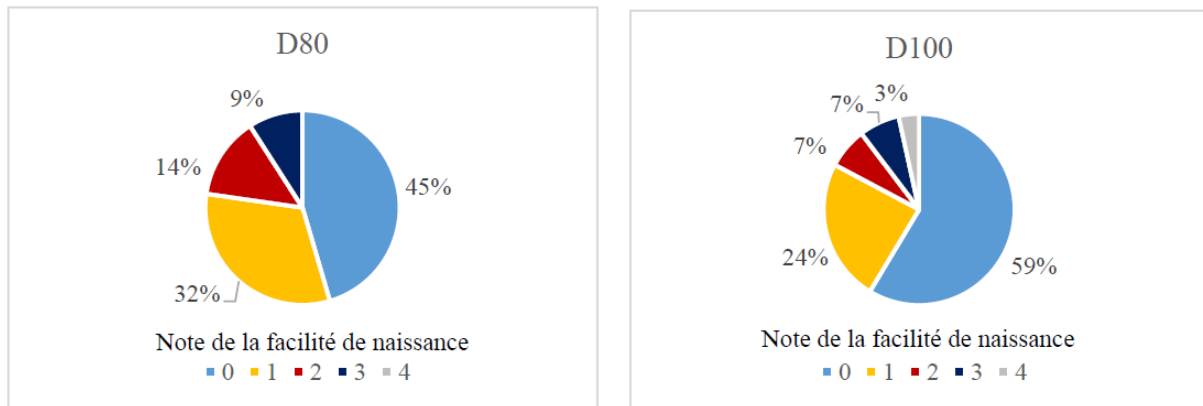 D80
9%
14%
45%
32%
Note de la facilité de naissance
0 1 2 3 4
D100
3%
7%
7%
24%
59%
Note de la facilité de naissance
0 1 2 3 4